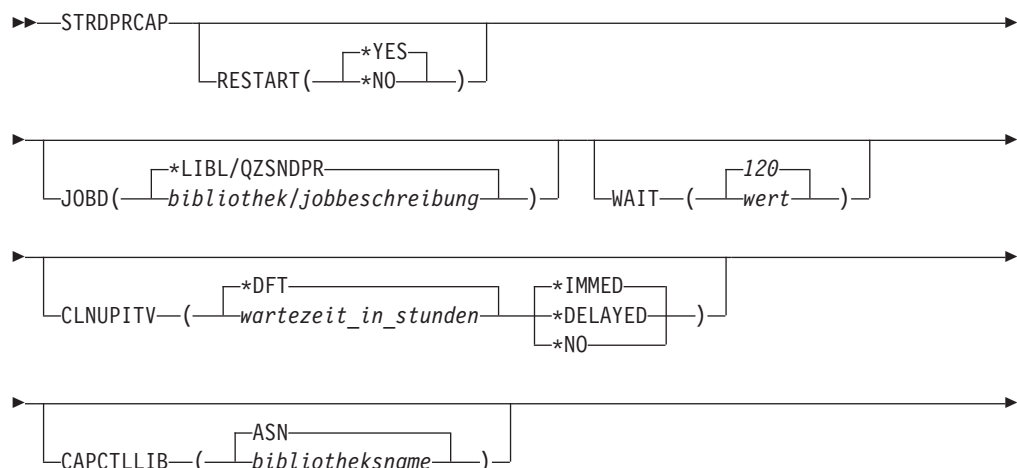 STRDPRCAP
*YES
RESTART( *NO )
*LIBL/QZSNDPR 120
JOBD( bibliothek/jobbeschreibung ) WAIT ( wert )
*DFT *IMMED
CLNUPITV ( wartezeit_in_stunden *DELAYED )
*NO
ASN
CAPCTLLIB ( bibliotheksname )